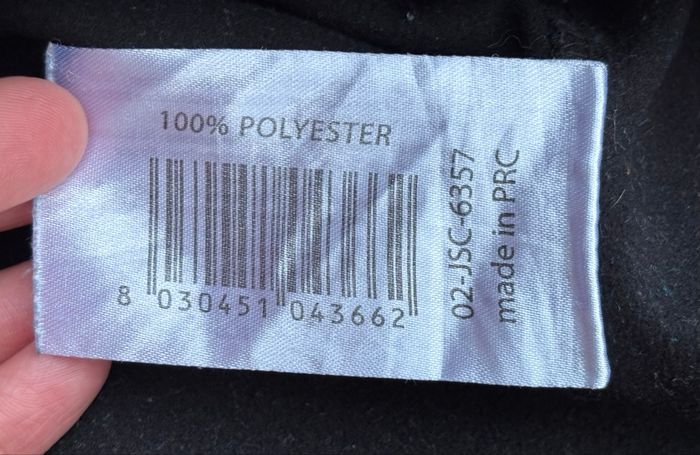 100% POLYESTER
8 030451 043662
02-JSC-6357
made in PRC